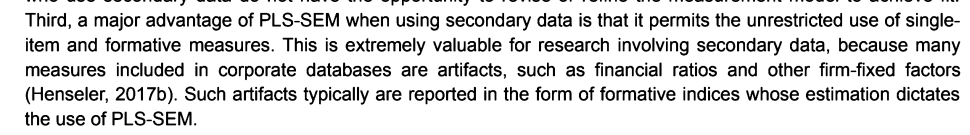 who use secondary data do not have the opportunity to revise or refine the measurement model to achieve fit.
Third, a major advantage of PLS-SEM when using secondary data is that it permits the unrestricted use of single-
item and formative measures. This is extremely valuable for research involving secondary data, because many
measures included in corporate databases are artifacts, such as financial ratios and other firm-fixed factors
(Henseler, 2017b). Such artifacts typically are reported in the form of formative indices whose estimation dictates
the use of PLS-SEM.